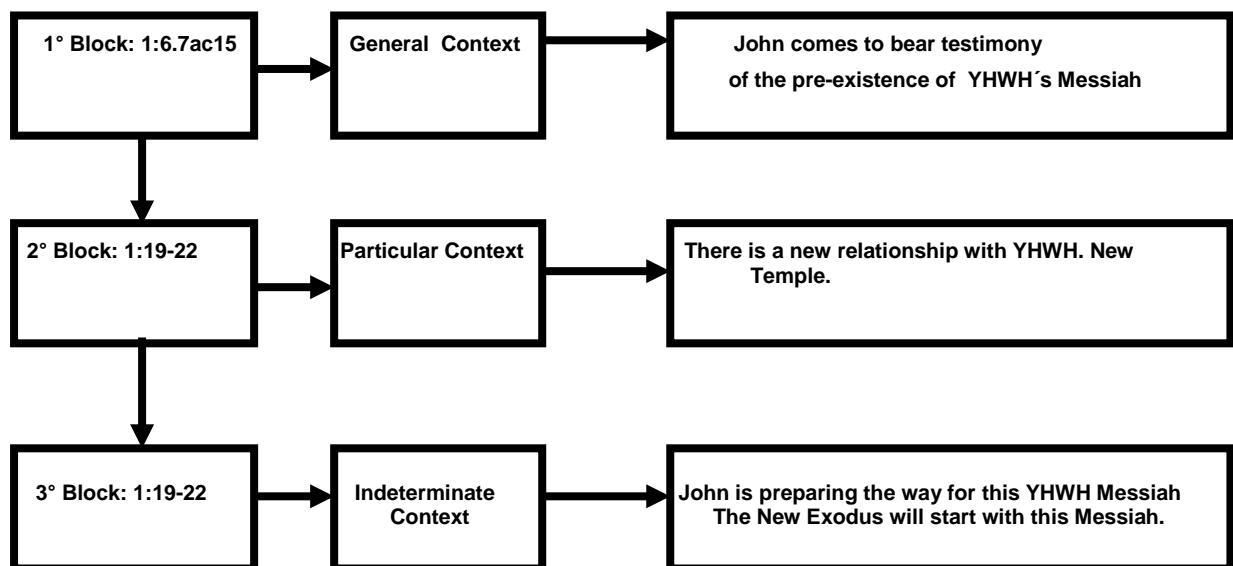 1° Block: 1:6.7ac15
General Context
John comes to bear testimony
of the pre-existence of YHWH´s Messiah
2° Block: 1:19-22
Particular Context
There is a new relationship with YHWH. New
Temple.
3° Block: 1:19-22
Indeterminate
Context
John is preparing the way for this YHWH Messiah
The New Exodus will start with this Messiah.